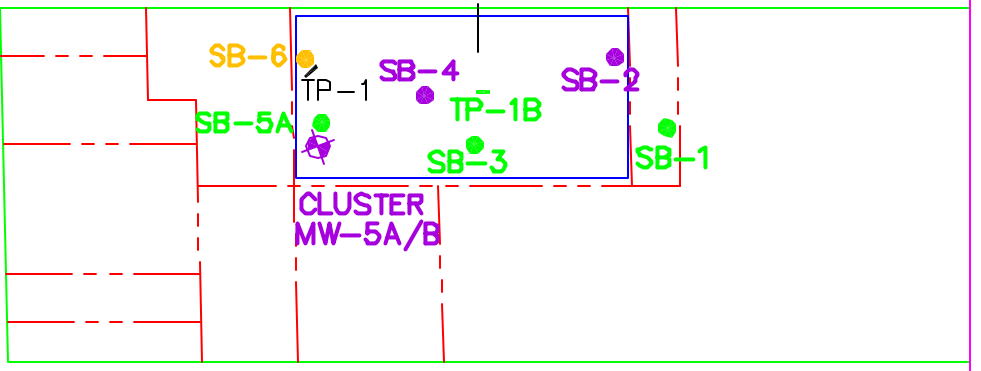 SB-6
SB-4
SB-2
TP-1
TP-1B
SB-5A
SB-3
SB-1
CLUSTER
MW-5A/B